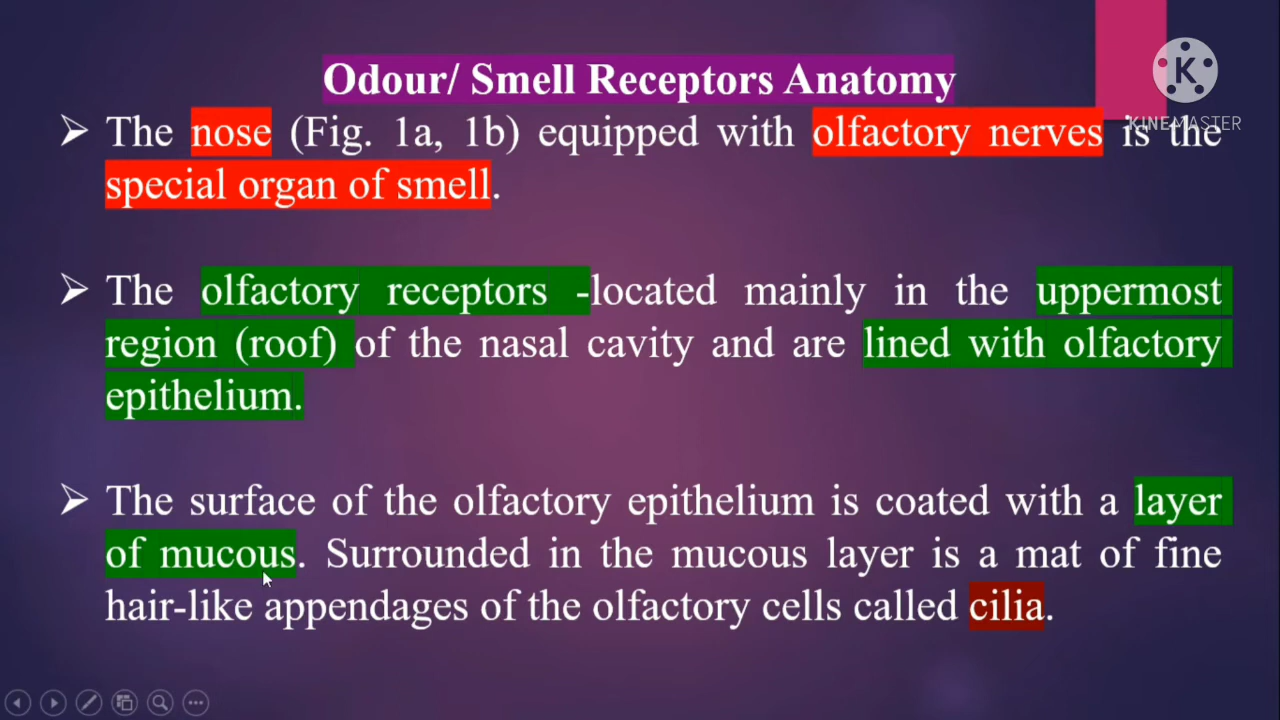 Odour/ Smell Receptors Anatomy
K
KINEMASTER
➢ The nose (Fig. 1a, 1b) equipped with olfactory nerves is the
special organ of smell.
➢ The olfactory receptors -located mainly in the uppermost
region (roof) of the nasal cavity and are lined with olfactory
epithelium.
➢ The surface of the olfactory epithelium is coated with a layer
of mucous. Surrounded in the mucous layer is a mat of fine
hair-like appendages of the olfactory cells called cilia.